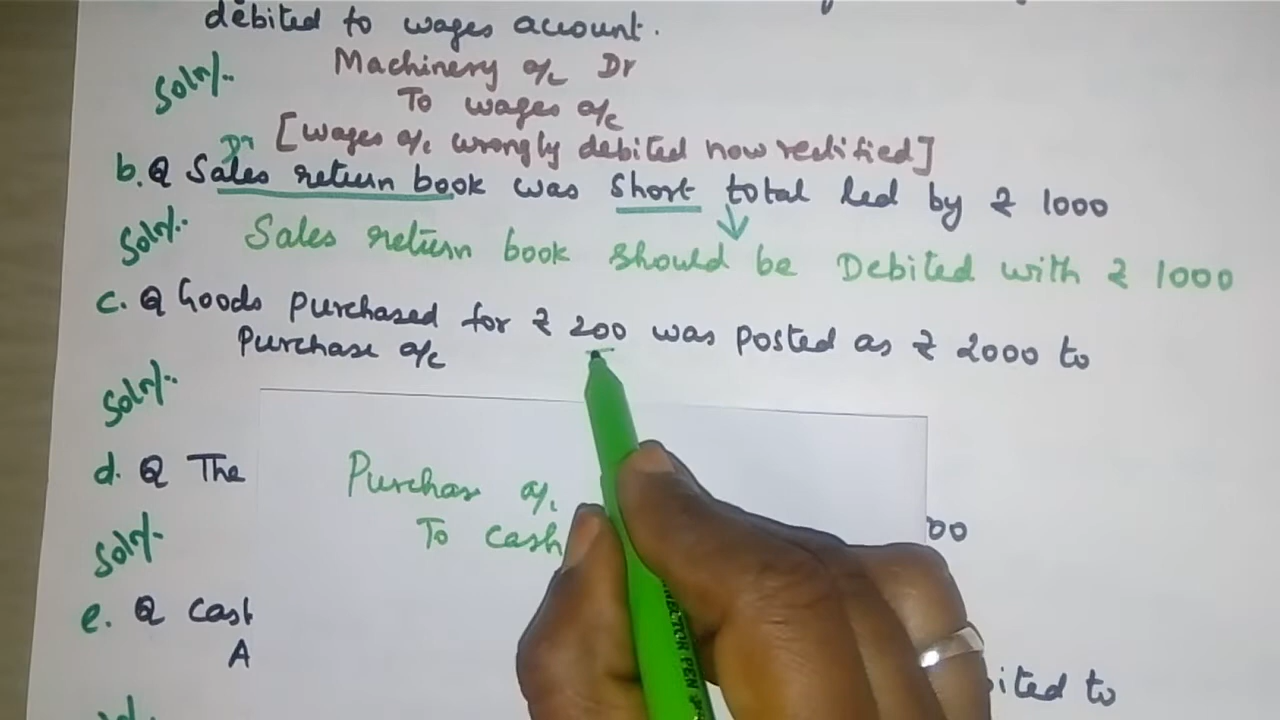 debited to wages account.
Soln/:. Machinery a/c Dr
To wages a/c
[wages a/c wrongly debited now rectified]
Dr
b. Q Sales return book was short total led by ₹ 1000
Soln/:. Sales return book should be Debited with ₹ 1000
c. Q Goods purchased for ₹ 200 was posted as ₹ 2000 to
Purchase a/c
Soln/:.
Purchas a/c
To cash
d. Q The
00
Soln/:.
e. Q Cash
A
bited to